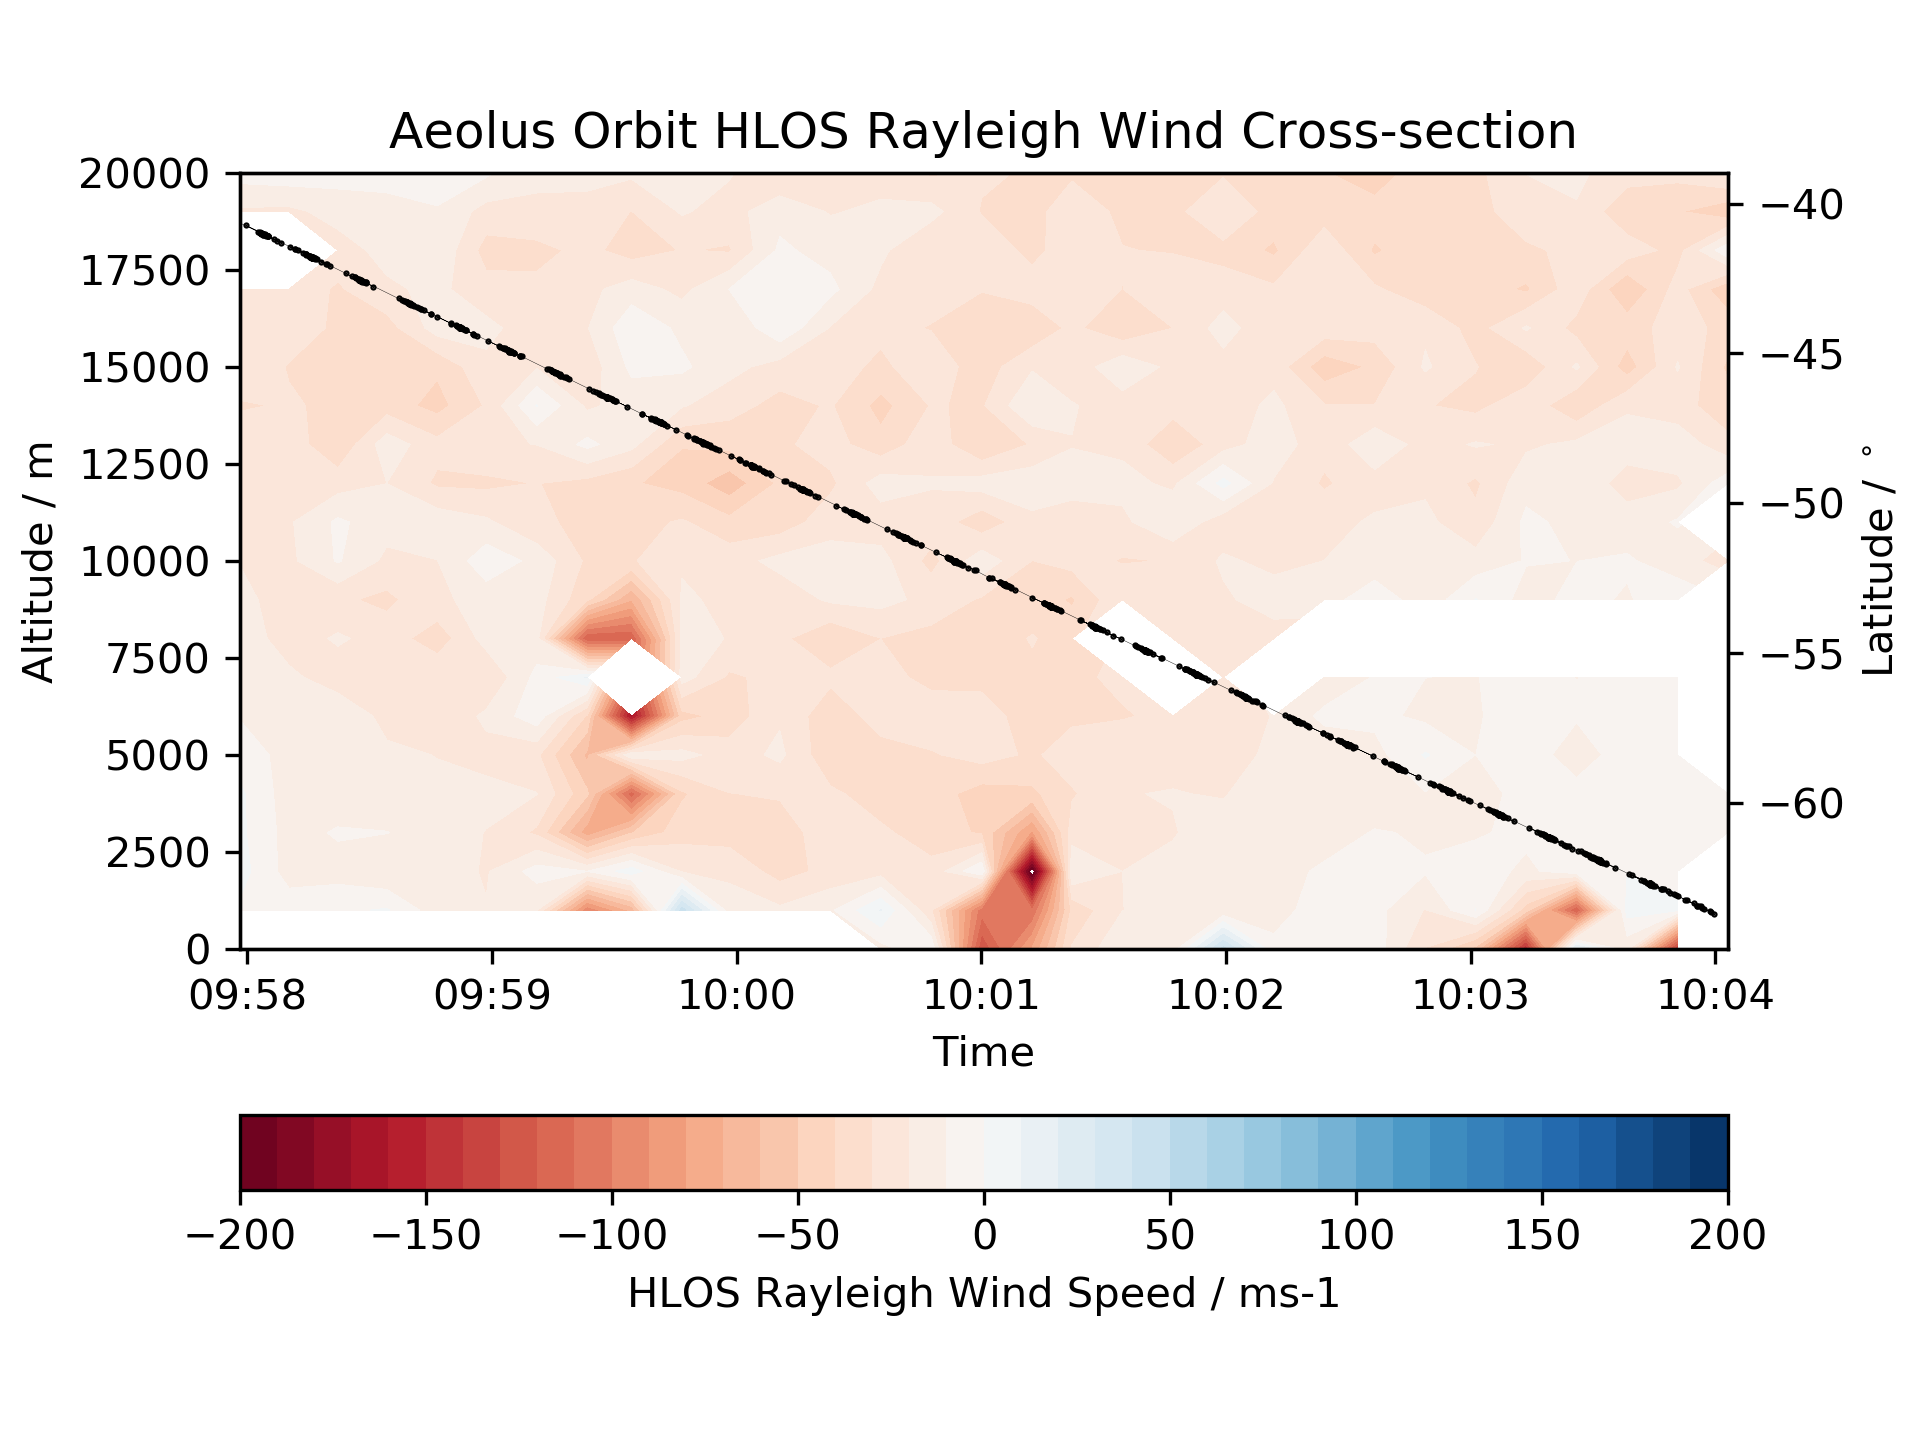 Aeolus Orbit HLOS Rayleigh Wind Cross-section
20000
17500
15000
12500
10000
7500
5000
2500
0
Altitude / m
−40
−45
−50
−55
−60
Latitude / °
09:58 09:59 10:00 10:01 10:02 10:03 10:04
Time
−200 −150 −100 −50 0 50 100 150 200
HLOS Rayleigh Wind Speed / ms-1